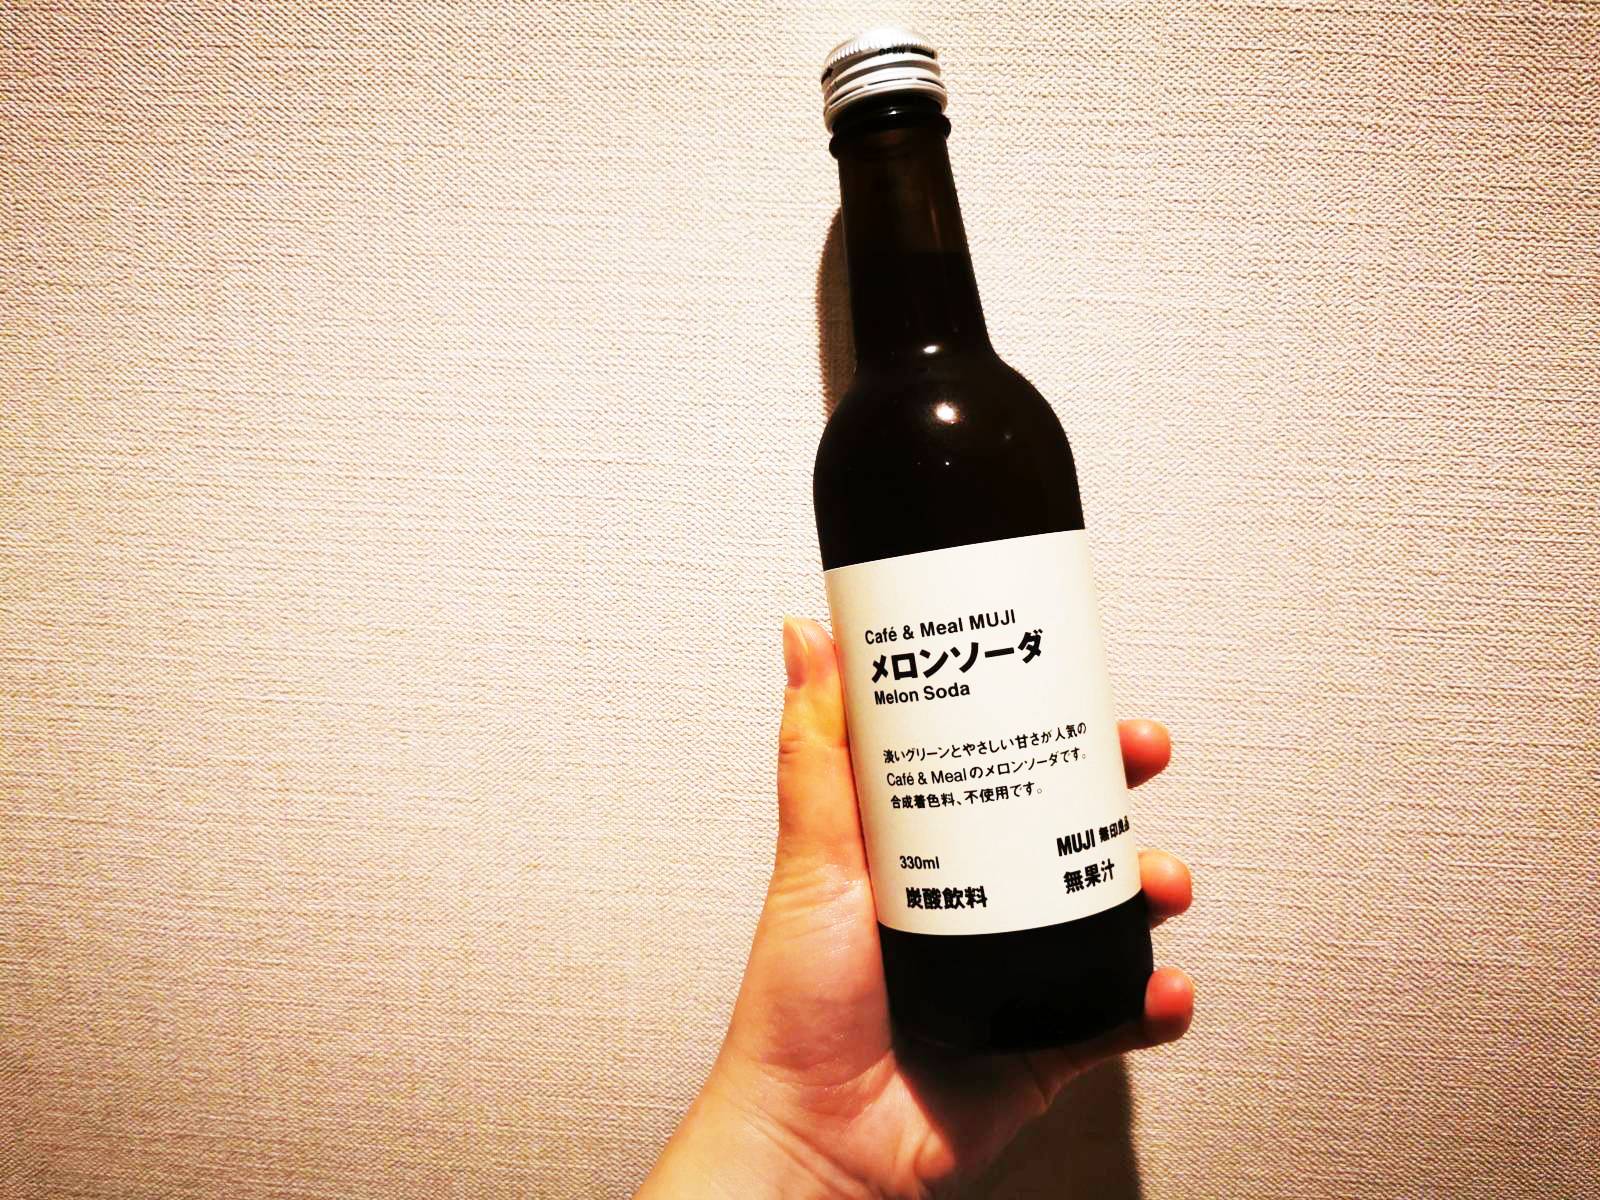 OPEN
Café & Meal MUJI
メロンソーダ
Melon Soda
淡いグリーンとやさしい甘さが人気の
Café & Mealのメロンソーダです。
合成着色料、不使用です。
330ml
炭酸飲料
MUJI 無印良品
無果汁